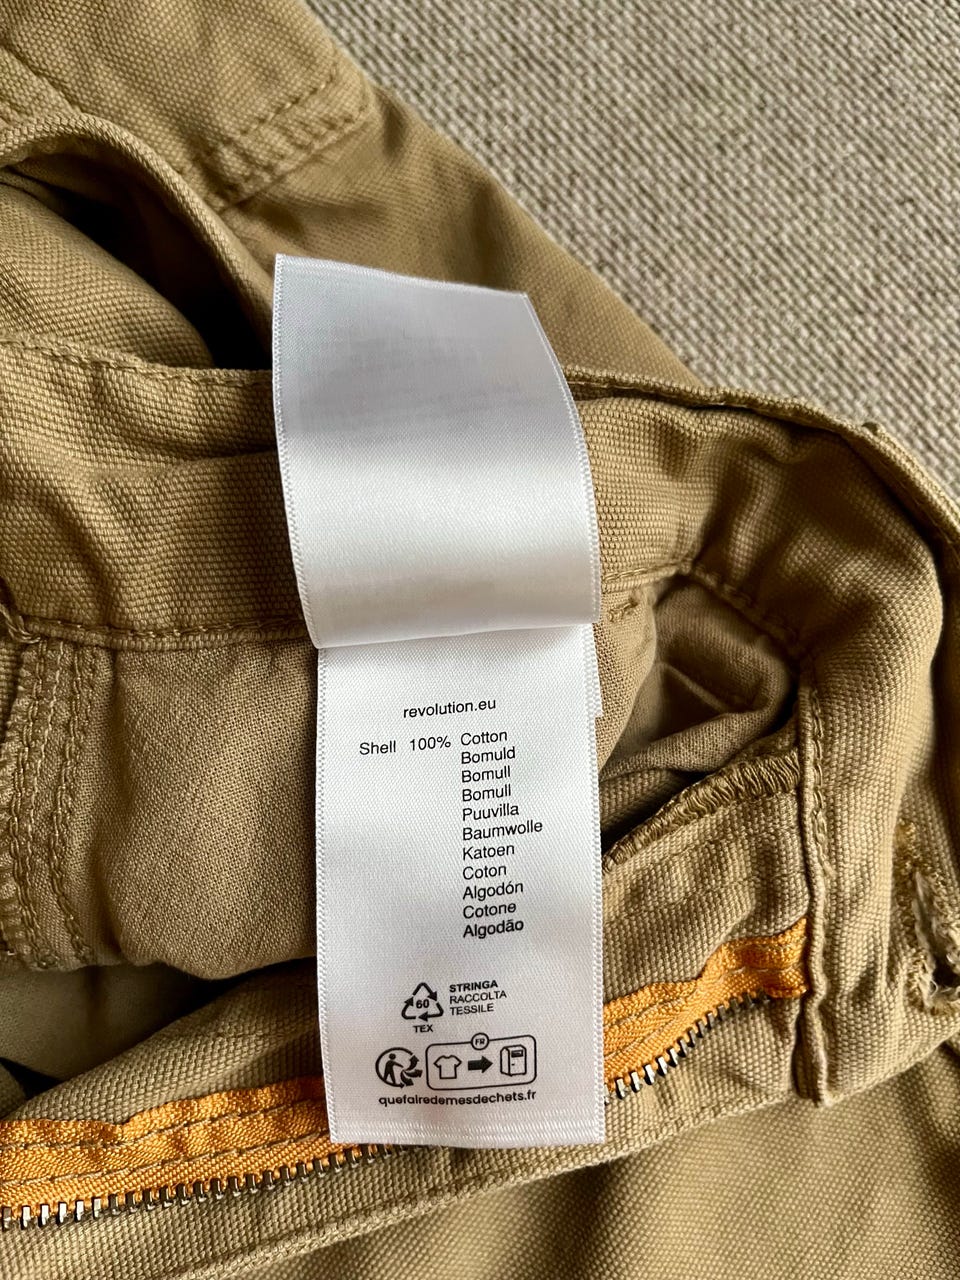 revolution.eu
Shell 100% Cotton
Bomuld
Bomull
Bomull
Puuvilla
Baumwolle
Katoen
Coton
Algodón
Cotone
Algodão
60
TEX
STRINGA
RACCOLTA
TESSILE
FR
quefairedemesdechets.fr